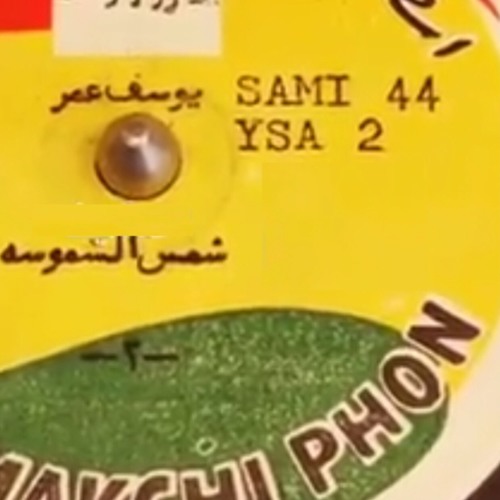 يوسف عمر
SAMI 44
YSA 2
شمس الشموسه
—٢—
MAKCHI PHON